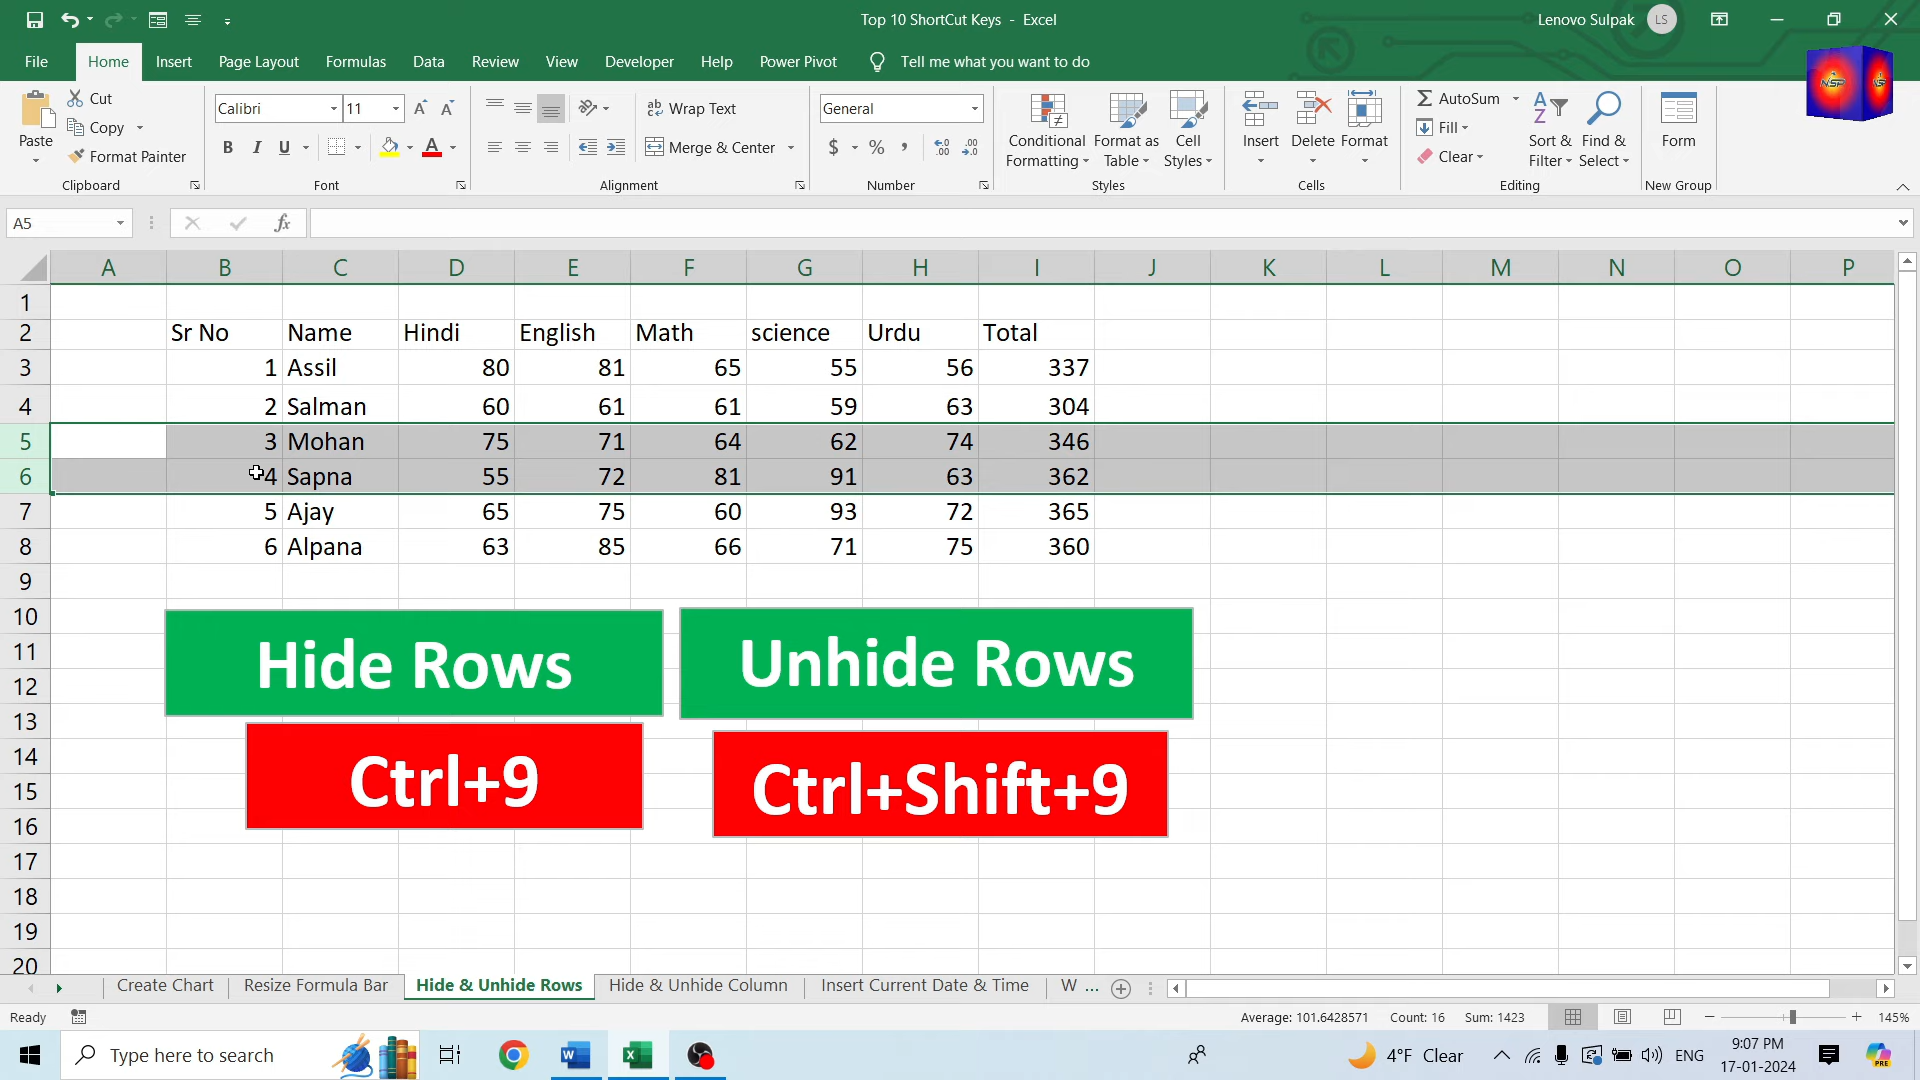 Top 10 ShortCut Keys - Excel
Lenovo Sulpak LS
File Home Insert Page Layout Formulas Data Review View Developer Help Power Pivot Tell me what you want to do
NSP
Paste
Cut
Copy
Format Painter
Clipboard
Calibri 11
B I U
Font
Wrap Text
Merge & Center
Alignment
General
$ % ,
Number
Conditional
Formatting
Format as
Table
Cell
Styles
Styles
Insert
Delete
Format
Cells
AutoSum
Fill
Clear
Sort &
Filter
Find &
Select
Editing
Form
New Group
A5 fx
A B C D E F G H I J K L M N O P
1
2 Sr No Name Hindi English Math science Urdu Total
3 1 Assil 80 81 65 55 56 337
4 2 Salman 60 61 61 59 63 304
5 3 Mohan 75 71 64 62 74 346
6 4 Sapna 55 72 81 91 63 362
7 5 Ajay 65 75 60 93 72 365
8 6 Alpana 63 85 66 71 75 360
9
10
11
12
13
14
15
16
17
18
19
20
Hide Rows
Unhide Rows
Ctrl+9
Ctrl+Shift+9
Create Chart Resize Formula Bar Hide & Unhide Rows Hide & Unhide Column Insert Current Date & Time W ...
Ready Average: 101.6428571 Count: 16 Sum: 1423 145%
Type here to search
4°F Clear
ENG
9:07 PM
17-01-2024
PRE